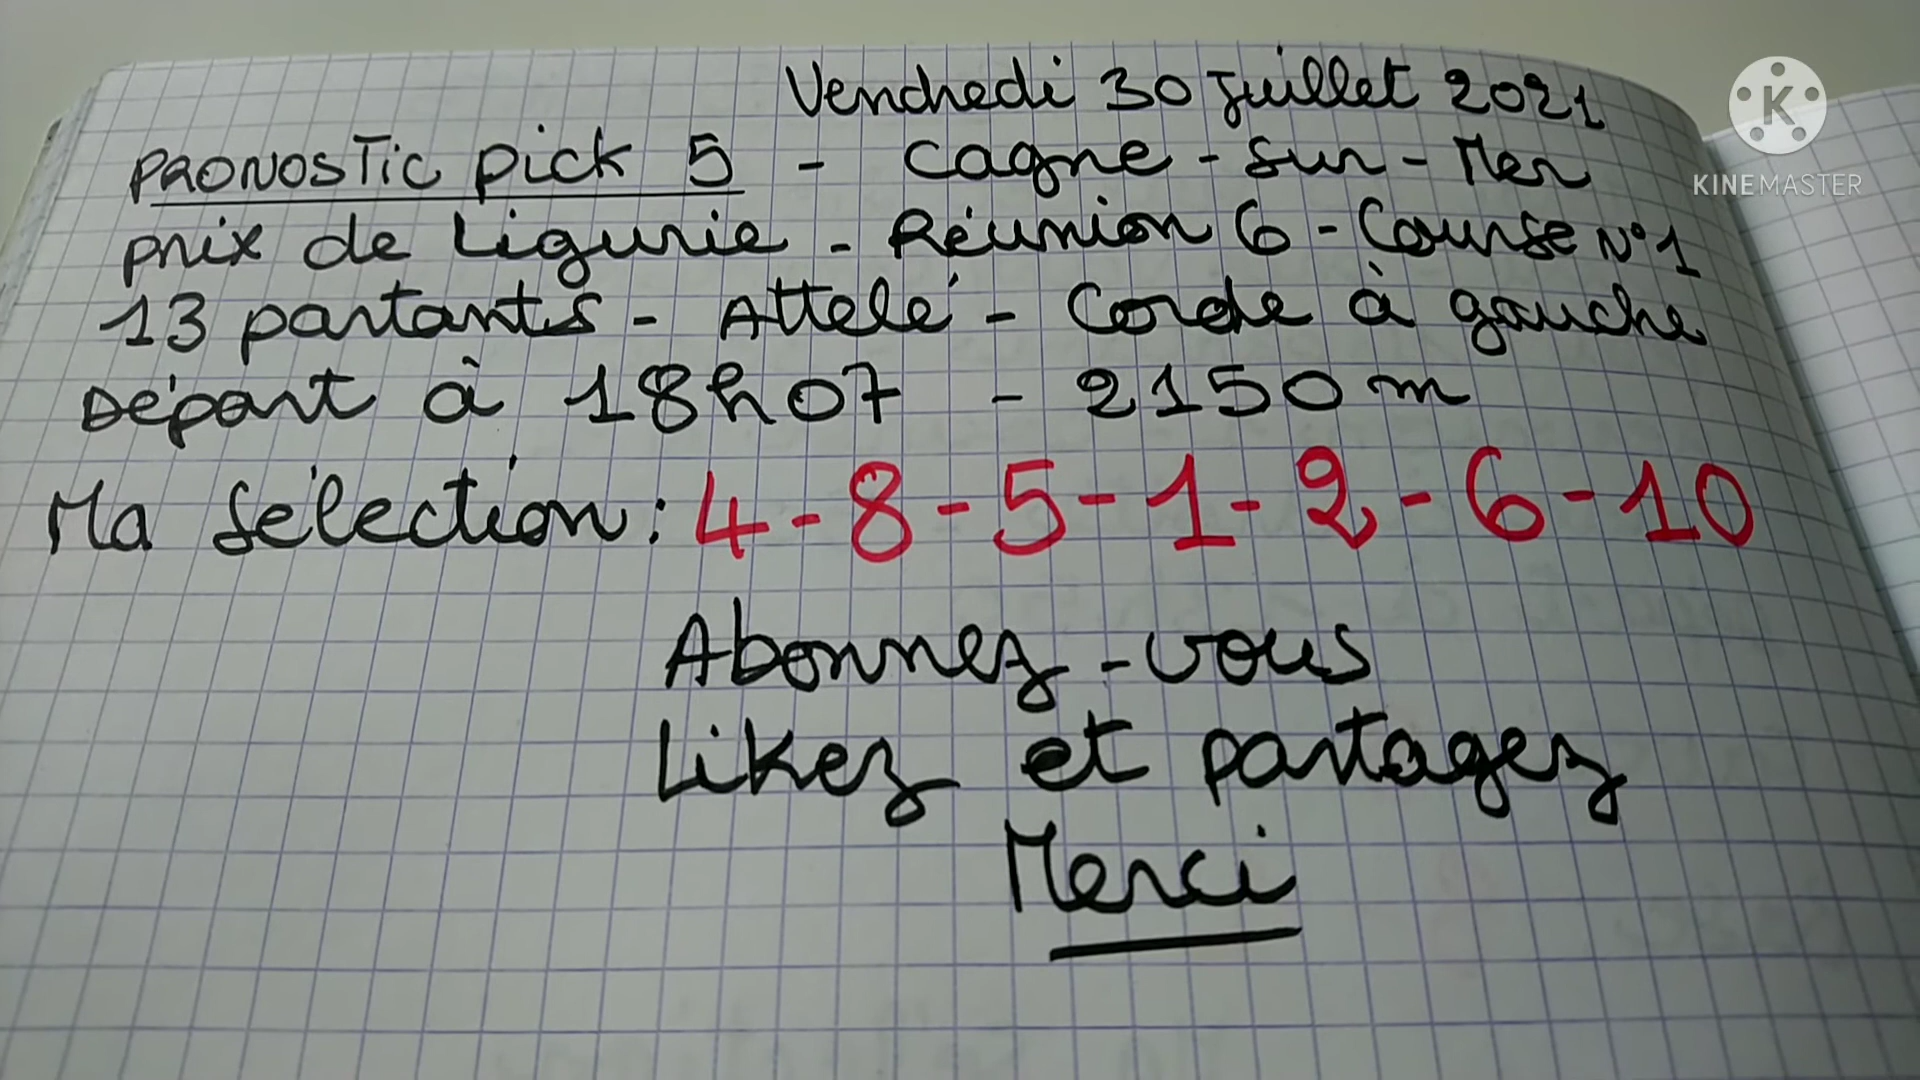 Vendredi 30 Juillet 2021
PRONOSTIC PICK 5 - Cagne-sur-Mer
prix de Ligurie - Réunion 6 - Course N°1
13 partants - Attelé - Corde à gauche
Départ à 18h07 - 2150 m
Ma sélection : 4 - 8 - 5 - 1 - 2 - 6 - 10
Abonnez-vous
Likez et partagez
Merci
K
KINEMASTER